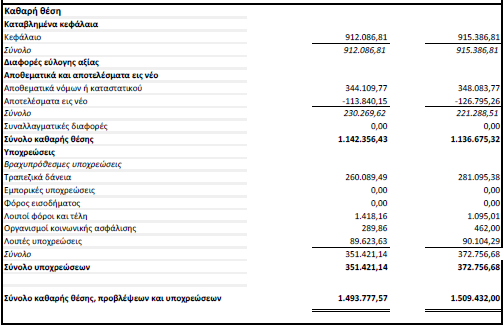 Καθαρή θέση
Καταβλημένα κεφάλαια
Κεφάλαιο 912.086,81 915.386,81
Σύνολο 912.086,81 915.386,81
Διαφορές εύλογης αξίας
Αποθεματικά και αποτελέσματα εις νέο
Αποθεματικά νόμων ή καταστατικού 344.109,77 348.083,77
Αποτελέσματα εις νέο -113.840,15 -126.795,26
Σύνολο 230.269,62 221.288,51
Συναλλαγματικές διαφορές 0,00 0,00
Σύνολο καθαρής θέσης 1.142.356,43 1.136.675,32
Υποχρεώσεις
Βραχυπρόθεσμες υποχρεώσεις
Τραπεζικά δάνεια 260.089,49 281.095,38
Εμπορικές υποχρεώσεις 0,00 0,00
Φόρος εισοδήματος 0,00 0,00
Λοιποί φόροι και τέλη 1.418,16 1.095,01
Οργανισμοί κοινωνικής ασφάλισης 289,86 462,00
Λοιπές υποχρεώσεις 89.623,63 90.104,29
Σύνολο 351.421,14 372.756,68
Σύνολο υποχρεώσεων 351.421,14 372.756,68
Σύνολο καθαρής θέσης, προβλέψεων και υποχρεώσεων 1.493.777,57 1.509.432,00